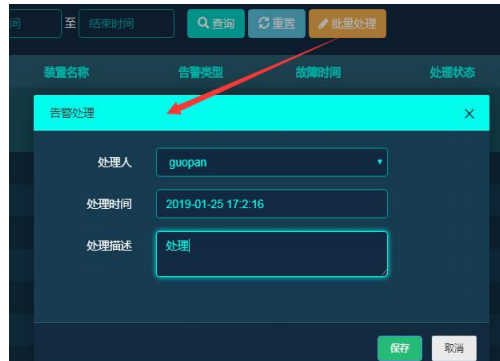 间 至 结束时间 查询 重置 批量处理
装置名称 告警类型 故障时间 处理状态
告警处理 ×
处理人 guopan
处理时间 2019-01-25 17:2:16
处理描述 处理
保存 取消